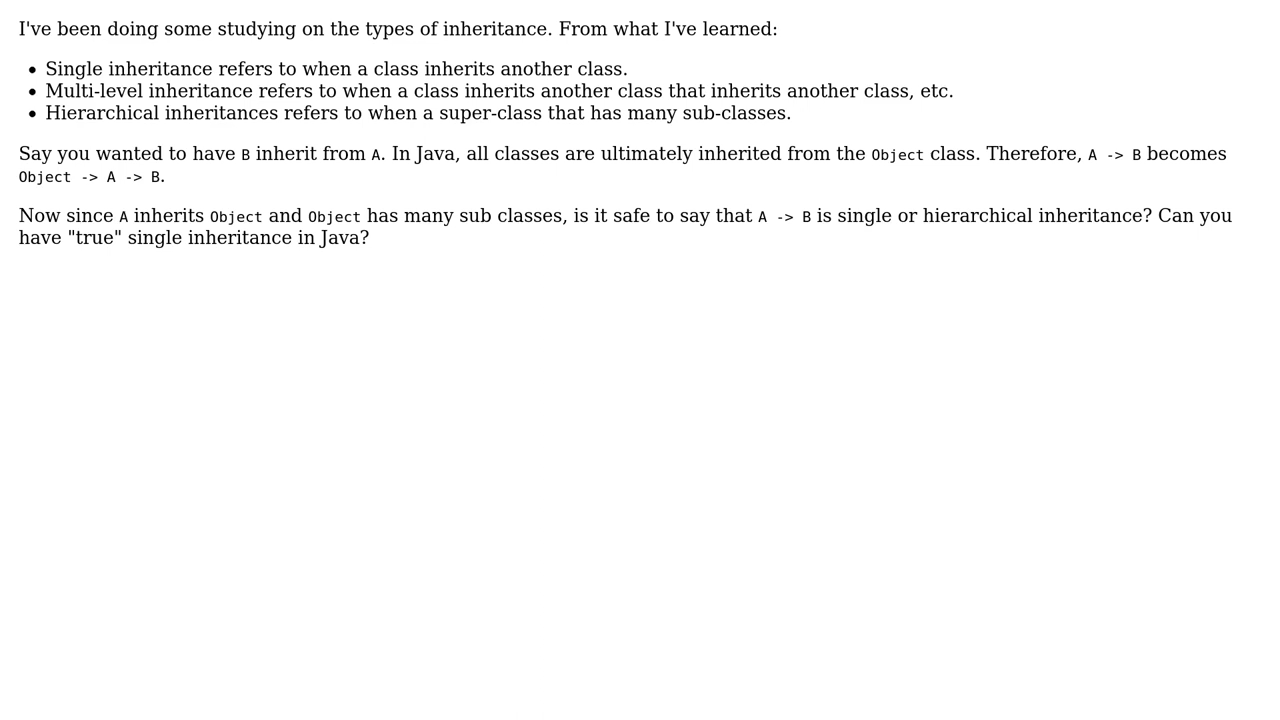 I've been doing some studying on the types of inheritance. From what I've learned:
• Single inheritance refers to when a class inherits another class.
• Multi-level inheritance refers to when a class inherits another class that inherits another class, etc.
• Hierarchical inheritances refers to when a super-class that has many sub-classes.
Say you wanted to have B inherit from A. In Java, all classes are ultimately inherited from the Object class. Therefore, A -> B becomes
Object -> A -> B.
Now since A inherits Object and Object has many sub classes, is it safe to say that A -> B is single or hierarchical inheritance? Can you
have "true" single inheritance in Java?